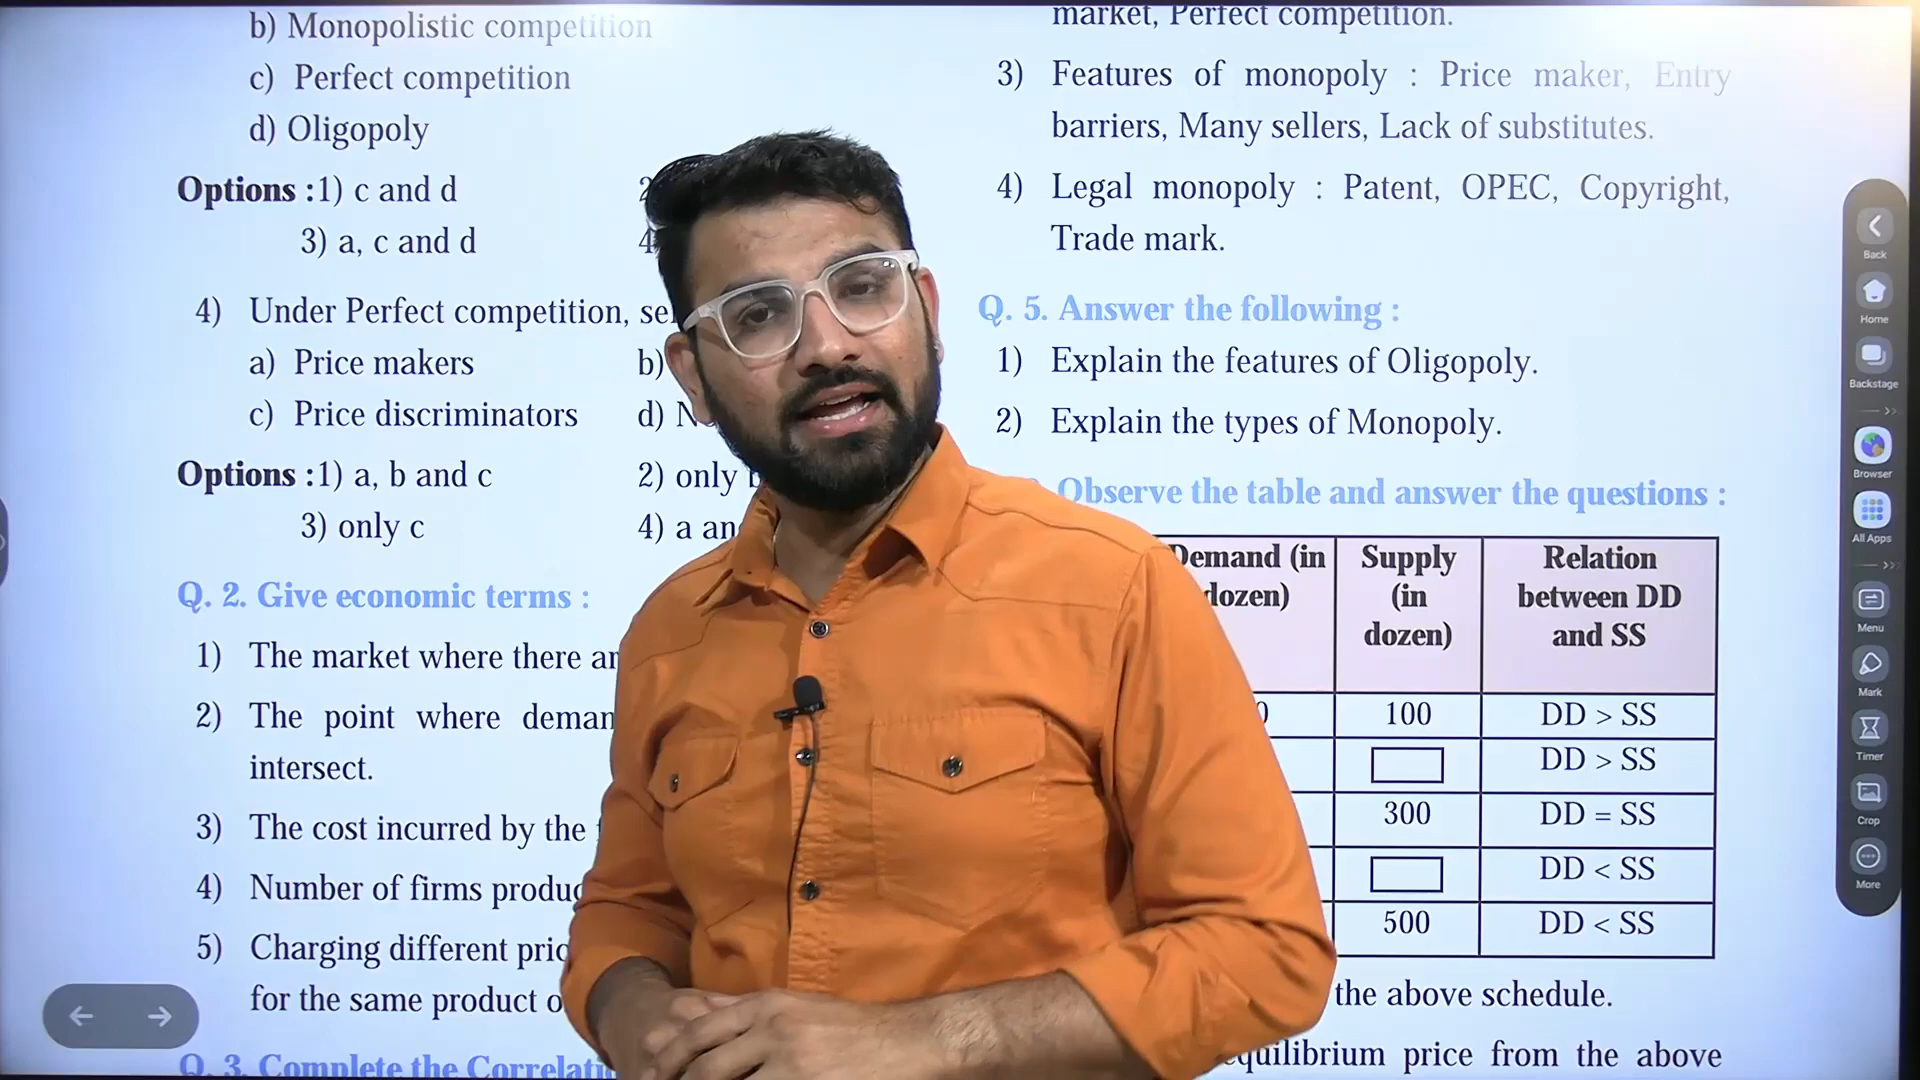 b) Monopolistic competition
c) Perfect competition
d) Oligopoly
Options :1) c and d
3) a, c and d
4) Under Perfect competition,
a) Price makers b)
c) Price discriminators d)
Options :1) a, b and c 2) only
3) only c 4) a
Q. 2. Give economic terms :
1) The market where there
2) The point where
intersect.
3) The cost incurred by the
4) Number of firms
5) Charging different
for the same product
Q. 3. Complete the
market, Perfect competition.
3) Features of monopoly : Price maker, Entry
barriers, Many sellers, Lack of substitutes.
4) Legal monopoly : Patent, OPEC, Copyright,
Trade mark.
Q. 5. Answer the following :
1) Explain the features of Oligopoly.
2) Explain the types of Monopoly.
Observe the table and answer the questions :
Demand (in dozen) Supply (in dozen) Relation between DD and SS
100 DD > SS
DD > SS
300 DD = SS
DD < SS
500 DD < SS
the above schedule.
equilibrium price from the above
Back
Home
Backstage
Browser
All Apps
Menu
Mark
Timer
Crop
More